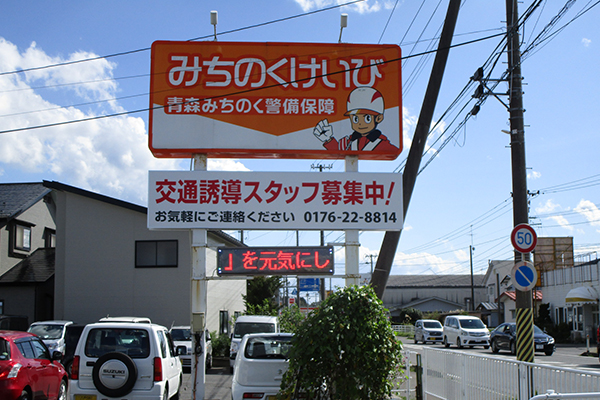 みちのくけいび
青森みちのく警備保障
交通誘導スタッフ募集中!
お気軽にご連絡ください 0176-22-8814
」を元気にし
50
SUZUKI